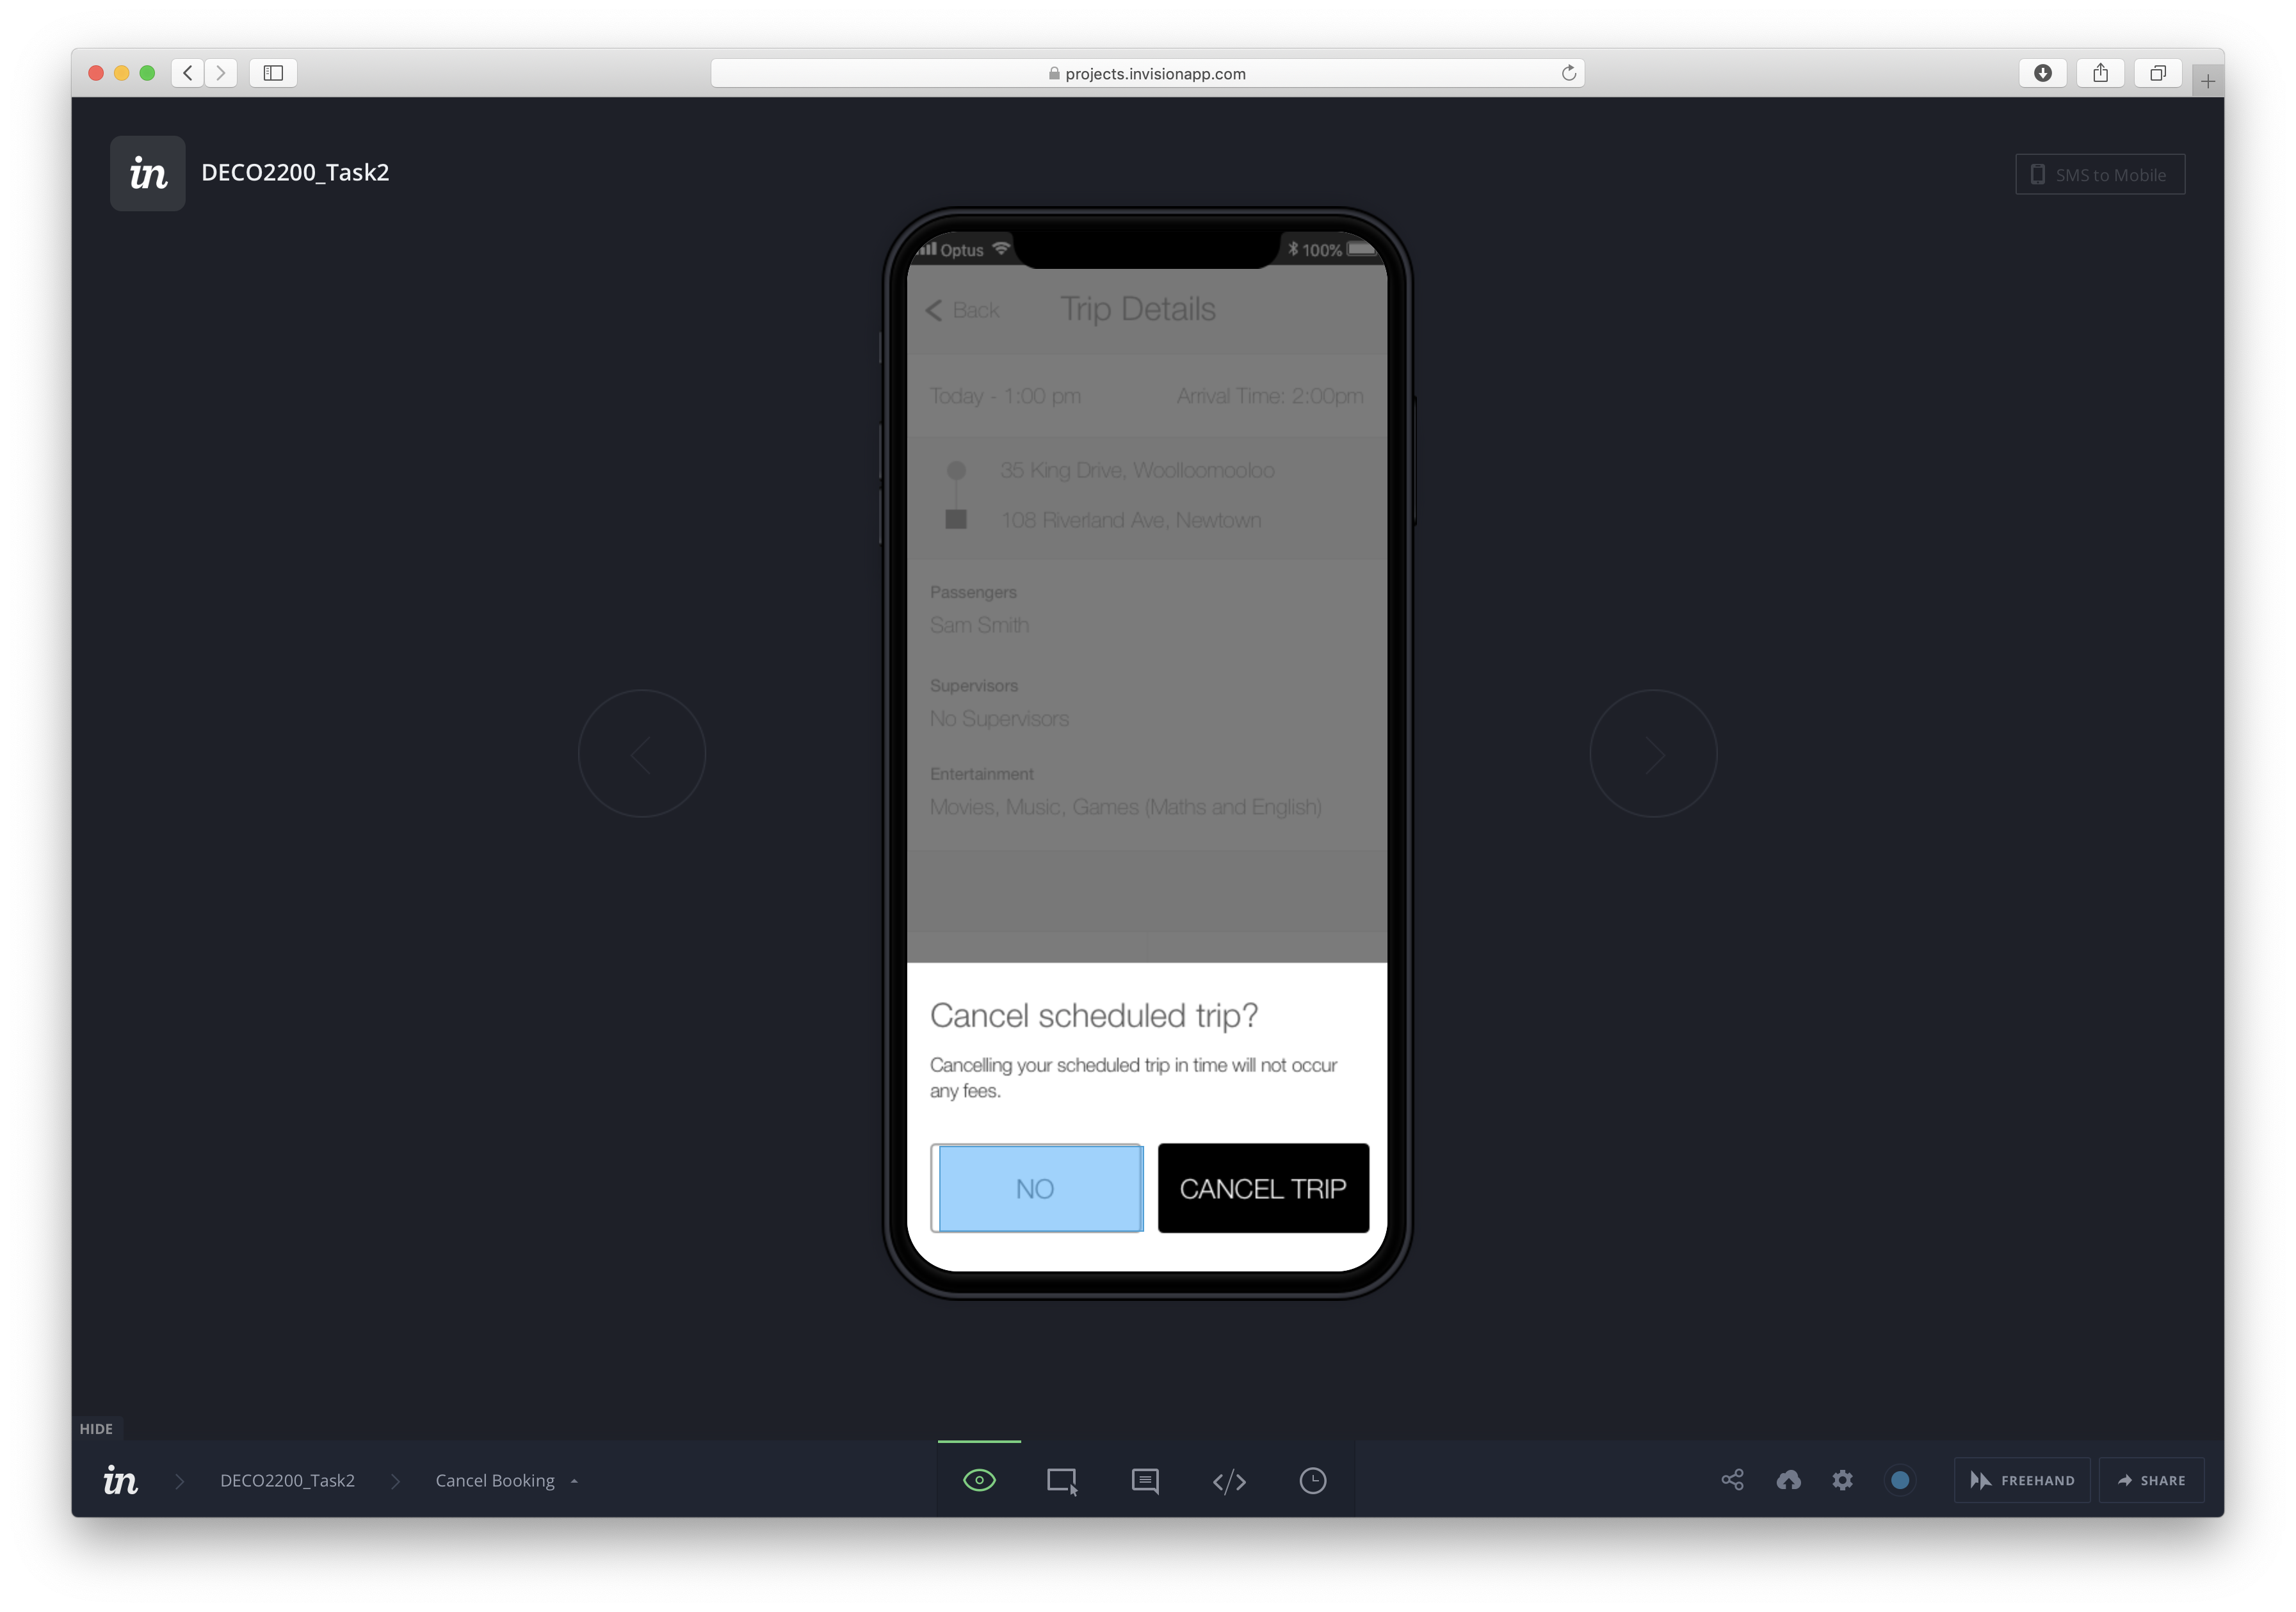 projects.invisionapp.com
in DECO2200_Task2
SMS to Mobile
Optus 100%
Back Trip Details
Today - 1:00 pm Arrival Time: 2:00pm
35 King Drive, Woolloomooloo
108 Riverland Ave, Newtown
Passengers
Sam Smith
Supervisors
No Supervisors
Entertainment
Movies, Music, Games (Maths and English)
Cancel scheduled trip?
Cancelling your scheduled trip in time will not occur
any fees.
NO CANCEL TRIP
HIDE
in DECO2200_Task2 Cancel Booking FREEHAND SHARE